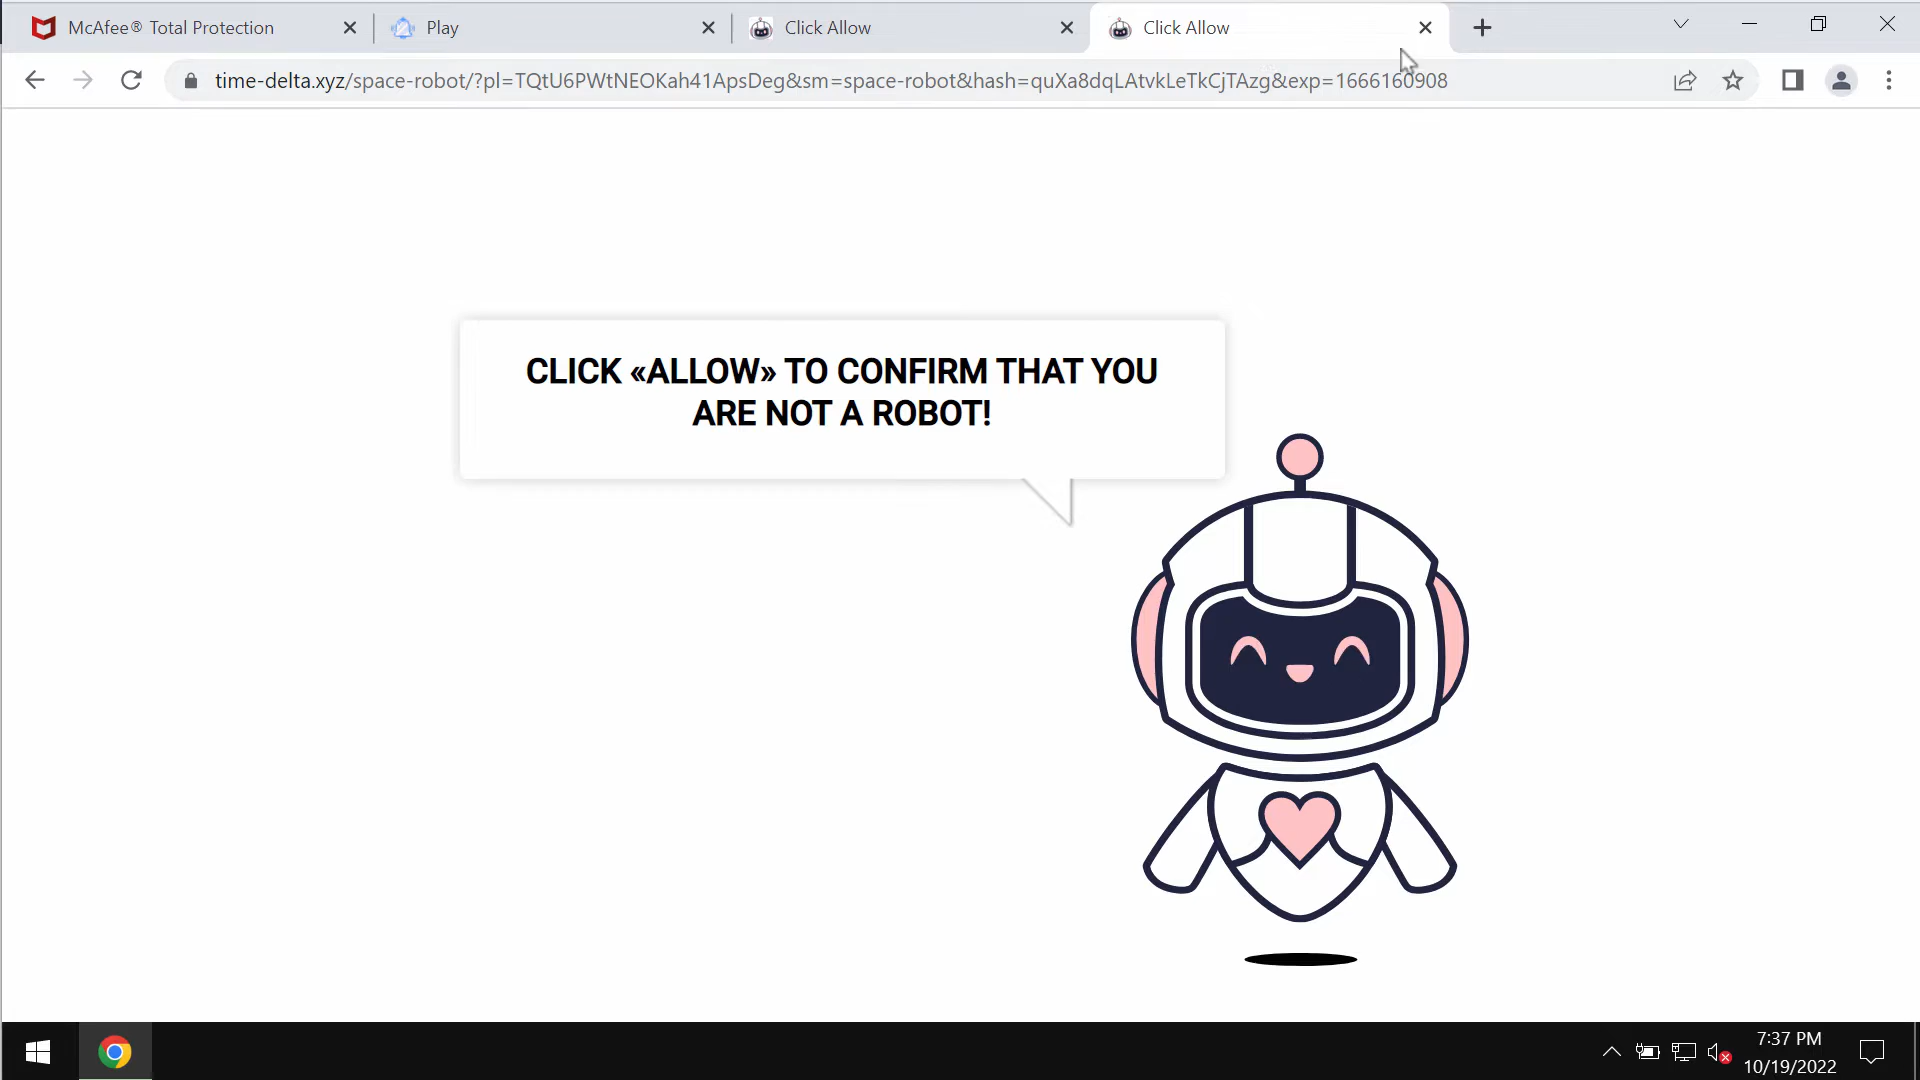 McAfee® Total Protection
Play
Click Allow
Click Allow
time-delta.xyz/space-robot/?pl=TQtU6PWtNEOKah41ApsDeg&sm=space-robot&hash=quXa8dqLAtvkLeTkCjTAzg&exp=1666160908
CLICK «ALLOW» TO CONFIRM THAT YOU
ARE NOT A ROBOT!
7:37 PM
10/19/2022